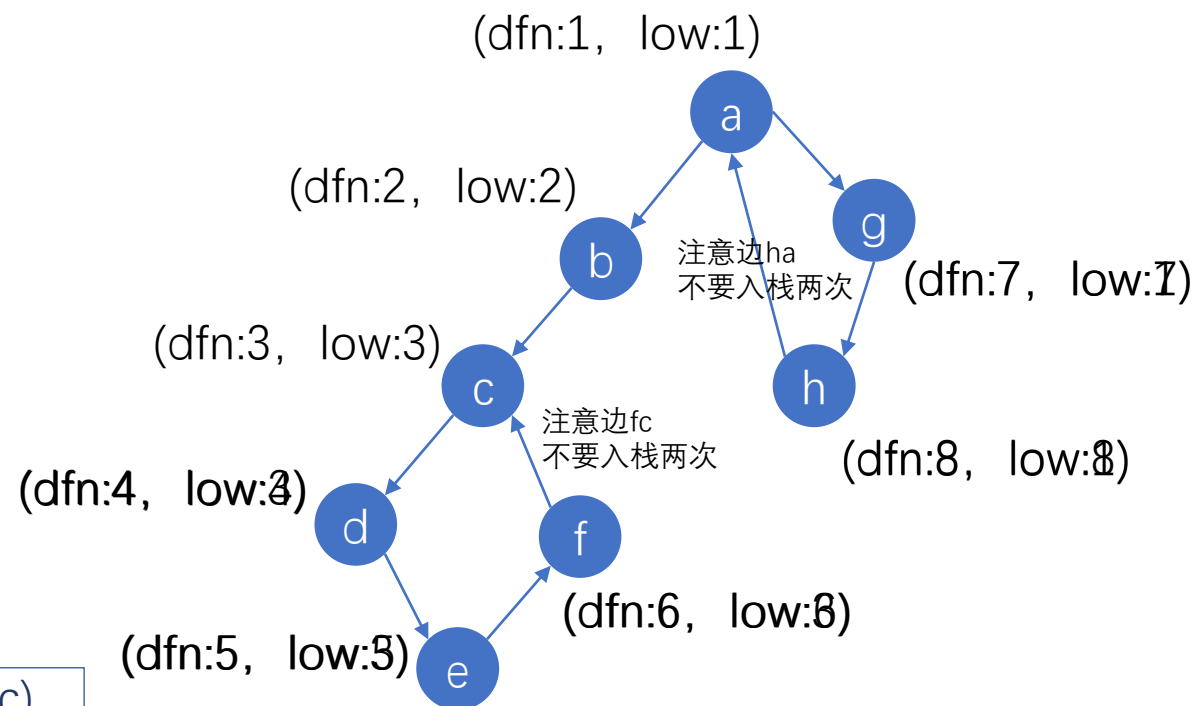 (dfn:1, low:1)
a
(dfn:2, low:2)
g
b
注意边ha
不要入栈两次
(dfn:7, low:
(dfn:3, low:3)
c
h
注意边fc
不要入栈两次
(dfn:8, low:
(dfn:4, low:
d
f
(dfn:6, low:
(dfn:5, low:
e
c)